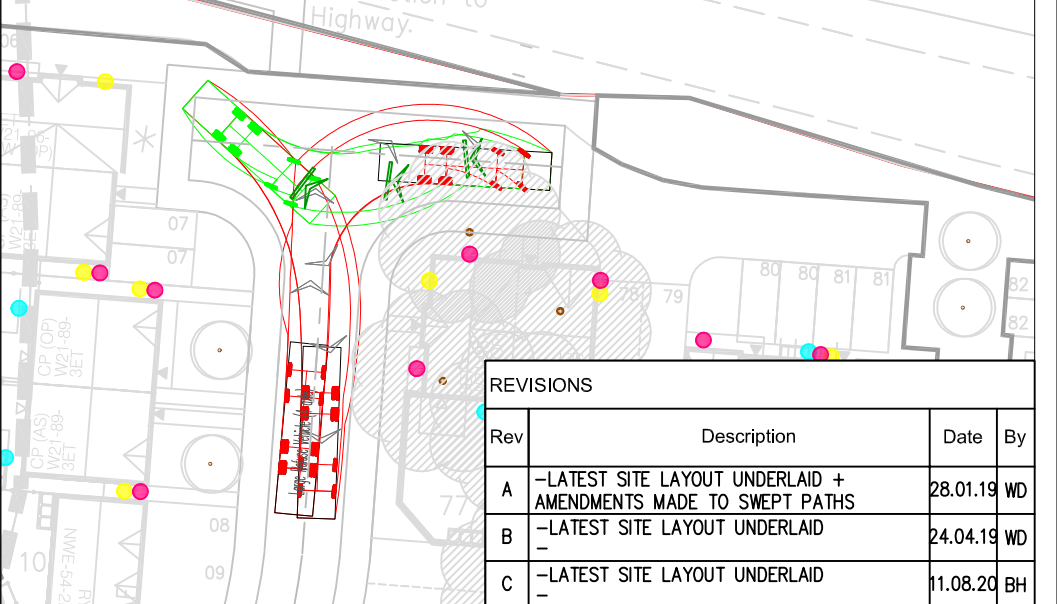 ction to
Highway.
06
07
07
80
80
81
81
82
82
78
79
CP (OP)
W21-89-
3ET
CP (AS)
W21-89-
3ET
77
08
09
10
REVISIONS
Rev Description Date By
A -LATEST SITE LAYOUT UNDERLAID + 28.01.19 WD
AMENDMENTS MADE TO SWEPT PATHS
B -LATEST SITE LAYOUT UNDERLAID 24.04.19 WD
-
C -LATEST SITE LAYOUT UNDERLAID 11.08.20 BH
-